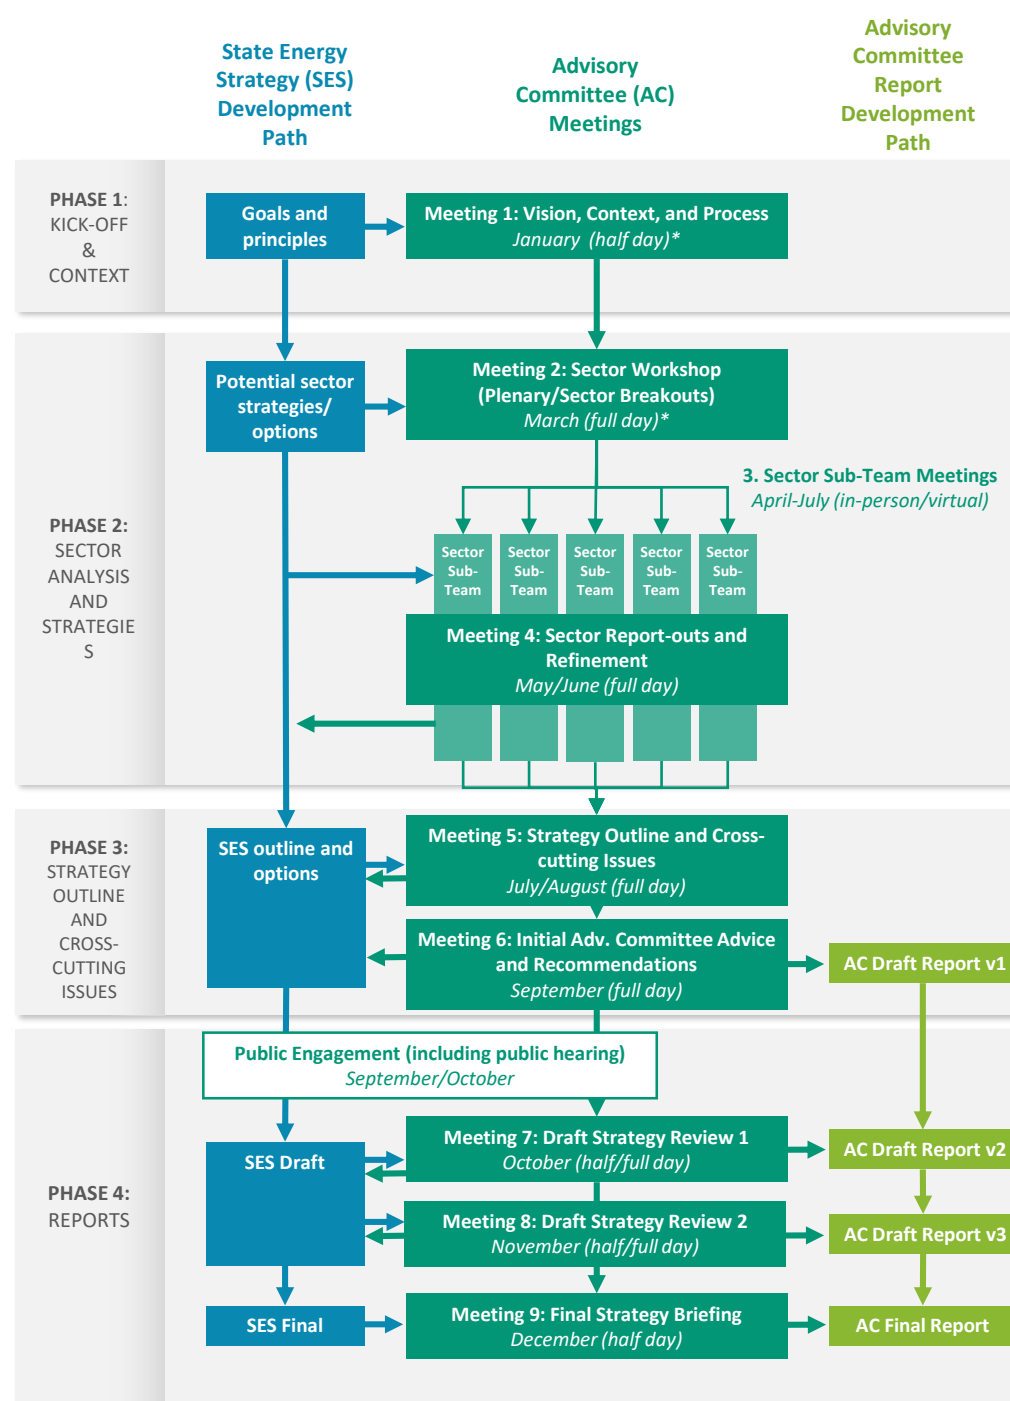 State Energy
Strategy (SES)
Development
Path
Advisory
Committee (AC)
Meetings
Advisory
Committee
Report
Development
Path
PHASE 1:
KICK-OFF
&
CONTEXT
Goals and
principles
Meeting 1: Vision, Context, and Process
January (half day)*
PHASE 2:
SECTOR
ANALYSIS
AND
STRATEGIE
S
Potential sector
strategies/
options
Meeting 2: Sector Workshop
(Plenary/Sector Breakouts)
March (full day)*
3. Sector Sub-Team Meetings
April-July (in-person/virtual)
Sector
Sub-
Team
Sector
Sub-
Team
Sector
Sub-
Team
Sector
Sub-
Team
Sector
Sub-
Team
Meeting 4: Sector Report-outs and
Refinement
May/June (full day)
PHASE 3:
STRATEGY
OUTLINE
AND
CROSS-
CUTTING
ISSUES
SES outline and
options
Meeting 5: Strategy Outline and Cross-
cutting Issues
July/August (full day)
Meeting 6: Initial Adv. Committee Advice
and Recommendations
September (full day)
AC Draft Report v1
PHASE 4:
REPORTS
Public Engagement (including public hearing)
September/October
SES Draft
Meeting 7: Draft Strategy Review 1
October (half/full day)
AC Draft Report v2
Meeting 8: Draft Strategy Review 2
November (half/full day)
AC Draft Report v3
SES Final
Meeting 9: Final Strategy Briefing
December (half day)
AC Final Report